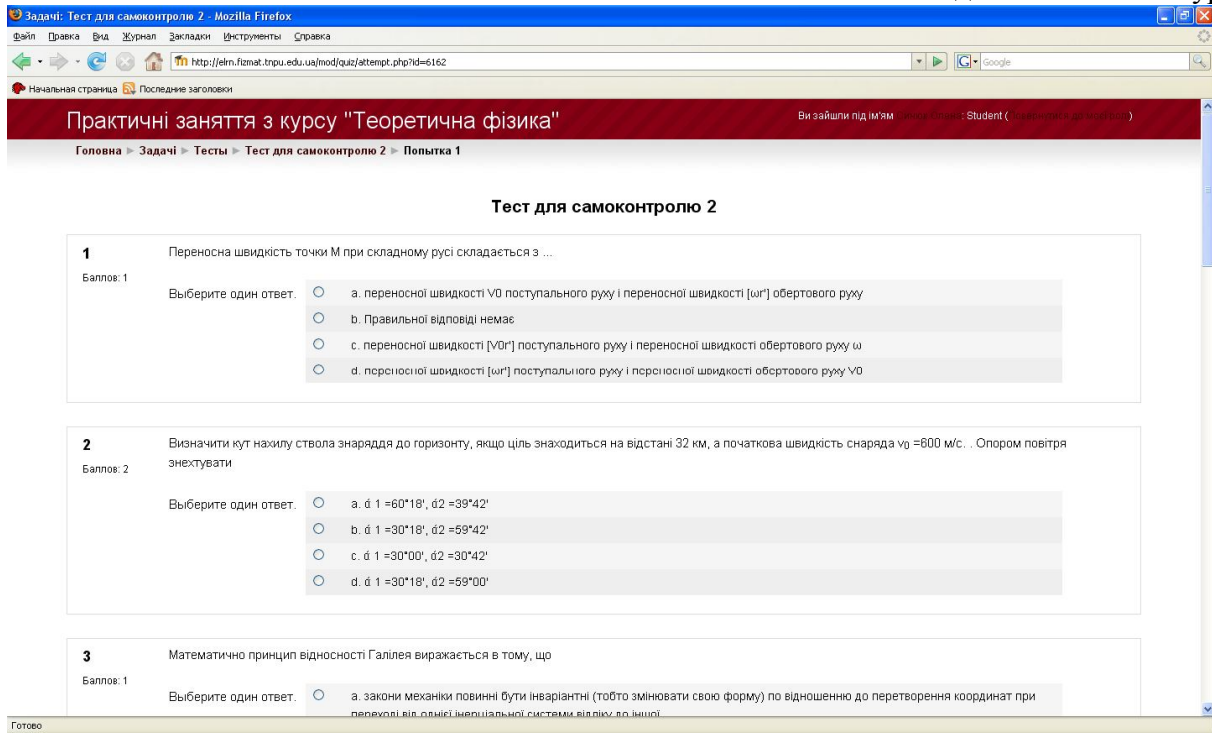 Задачі: Тест для самоконтролю 2 - Mozilla Firefox
Файл Правка Вид Журнал Закладки Инструменты Справка
http://elrn.fizmat.tnpu.edu.ua/mod/quiz/attempt.php?id=6162 G Google
Начальная страница Последние заголовки
Практичні заняття з курсу "Теоретична фізика" Ви зайшли під ім'ям : Student ( )
Головна ► Задачі ► Тесты ► Тест для самоконтролю 2 ► Попытка 1
Тест для самоконтролю 2
1 Переносна швидкість точки М при складному русі складається з ...
Баллов: 1
Выберите один ответ. a. переносної швидкості V0 поступального руху і переносної швидкості [ωr'] обертового руху
b. Правильної відповіді немає
c. переносної швидкості [V0r'] поступального руху і переносної швидкості обертового руху ω
d. переносної швидкості [ωr'] поступального руху і переносної швидкості обертового руху V0
2 Визначити кут нахилу ствола знаряддя до горизонту, якщо ціль знаходиться на відстані 32 км, а початкова швидкість снаряда v0 =600 м/с. . Опором повітря
Баллов: 2 знехтувати
Выберите один ответ. a. ά 1 =60°18', ά2 =39°42'
b. ά 1 =30°18', ά2 =59°42'
c. ά 1 =30°00', ά2 =30°42'
d. ά 1 =30°18', ά2 =59°00'
3 Математично принцип відносності Галілея виражається в тому, що
Баллов: 1
Выберите один ответ. a. закони механіки повинні бути інваріантні (тобто змінювати свою форму) по відношенню до перетворення координат при
переході від однієї інерціальної системи відліку до іншої
Готово